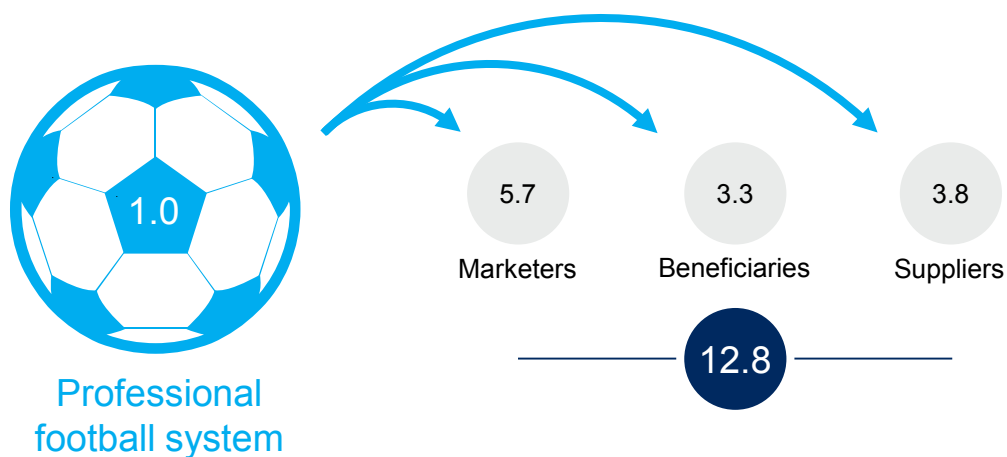 1.0
Professional
football system
5.7
3.3
3.8
Marketers
Beneficiaries
Suppliers
12.8